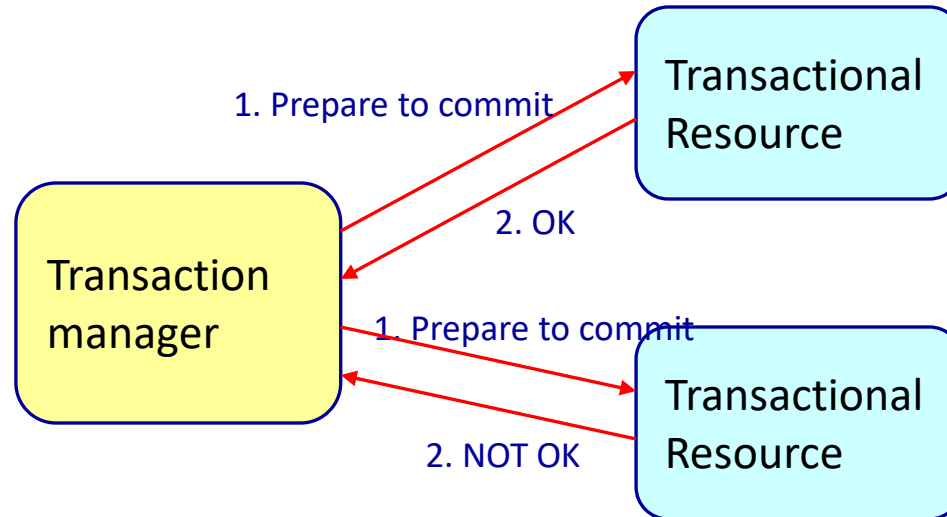 Transactional
Resource
1. Prepare to commit
2. OK
Transaction
manager
1. Prepare to commit
Transactional
Resource
2. NOT OK